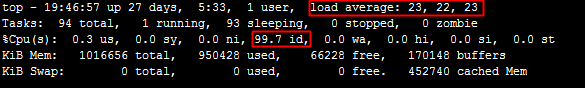 top - 19:46:57 up 27 days, 5:33, 1 user, load average: 23, 22, 23
Tasks: 94 total, 1 running, 93 sleeping, 0 stopped, 0 zombie
%Cpu(s): 0.3 us, 0.0 sy, 0.0 ni, 99.7 id, 0.0 wa, 0.0 hi, 0.0 si, 0.0 st
KiB Mem: 1016656 total, 950428 used, 66228 free, 170148 buffers
KiB Swap: 0 total, 0 used, 0 free. 452740 cached Mem